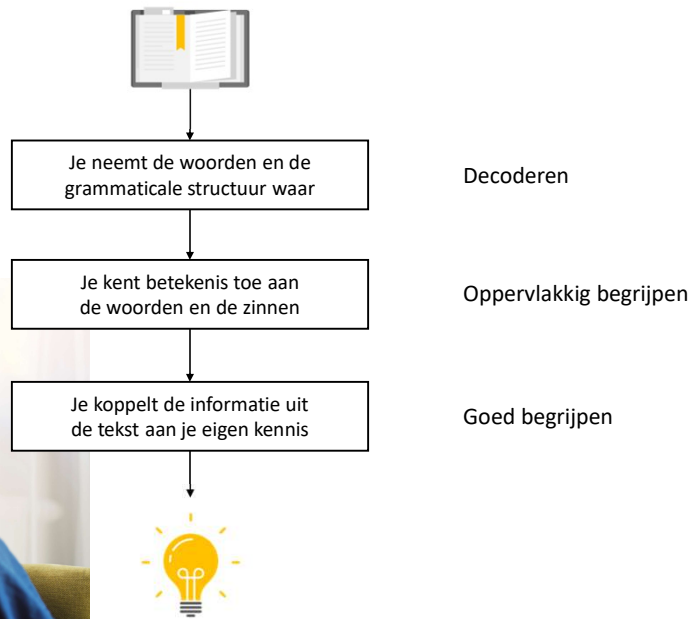 Je neemt de woorden en de
grammaticale structuur waar
Decoderen
Je kent betekenis toe aan
de woorden en de zinnen
Oppervlakkig begrijpen
Je koppelt de informatie uit
de tekst aan je eigen kennis
Goed begrijpen